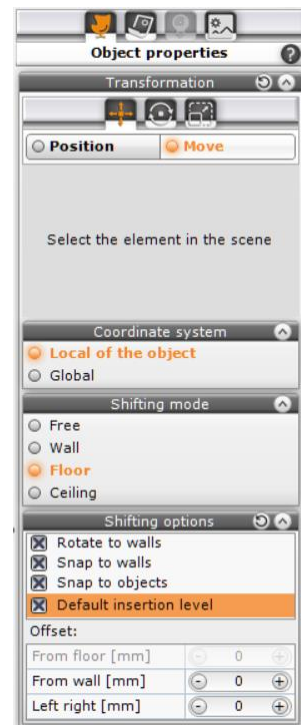 Object properties
Transformation
Position Move
Select the element in the scene
Coordinate system
Local of the object
Global
Shifting mode
Free
Wall
Floor
Ceiling
Shifting options
Rotate to walls
Snap to walls
Snap to objects
Default insertion level
Offset:
From floor [mm] - 0 +
From wall [mm] - 0 +
Left right [mm] - 0 +